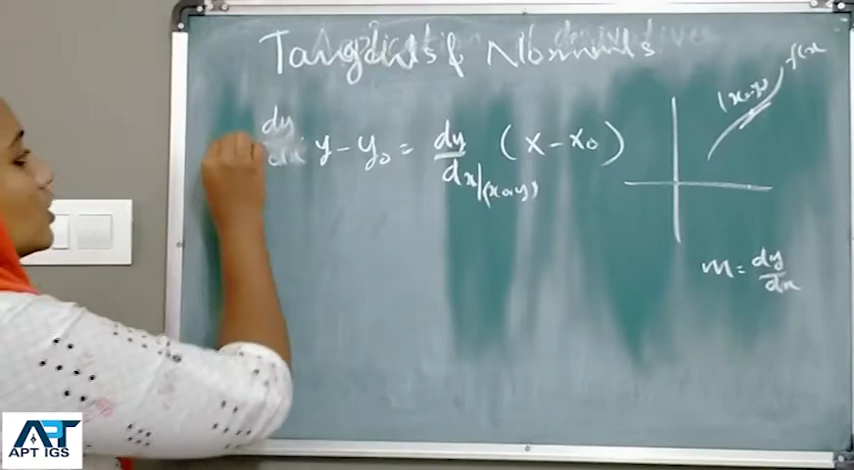 Tangents & Normals
dy/dx y - y₀ = dy/dx|(x₀,y₀) (x - x₀)
f(x
(x₀, y₀)
m = dy/dx
APT IGS